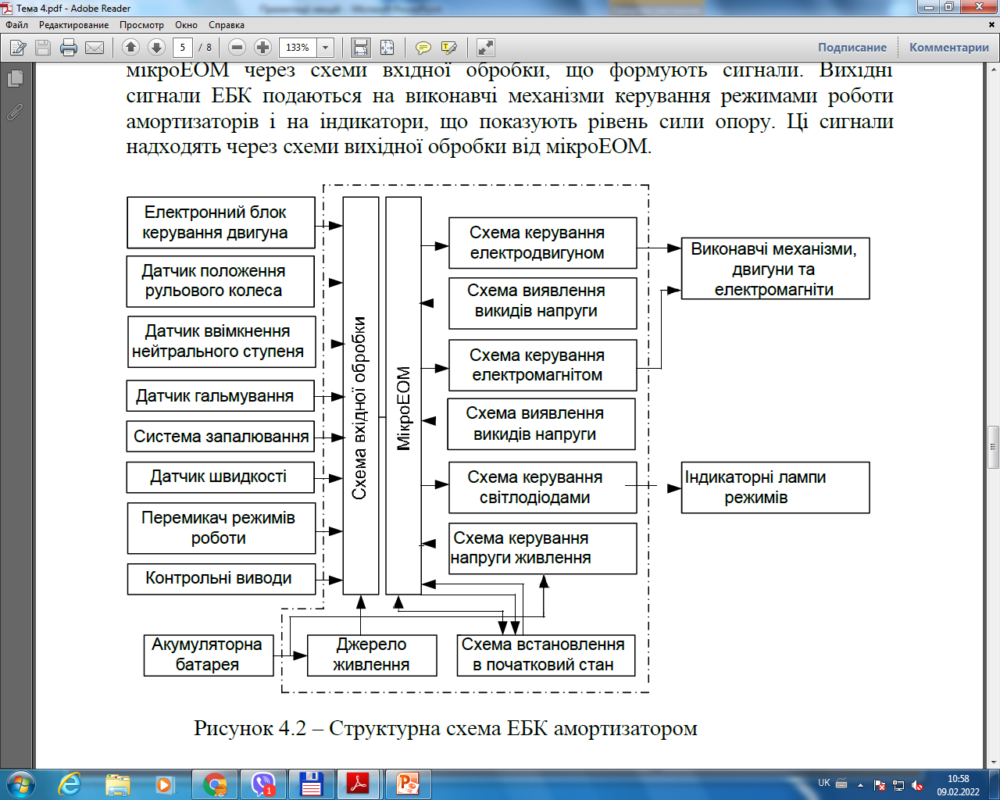 Тема 4.pdf - Adobe Reader
Файл Редактирование Просмотр Окно Справка
5 / 8
133%
Подписание Комментарии
мікроЕОМ через схеми вхідної обробки, що формують сигнали. Вихідні
сигнали ЕБК подаються на виконавчі механізми керування режимами роботи
амортизаторів і на індикатори, що показують рівень сили опору. Ці сигнали
надходять через схеми вихідної обробки від мікроЕОМ.
Електронний блок
керування двигуна
Датчик положення
рульового колеса
Датчик ввімкнення
нейтрального ступеня
Датчик гальмування
Система запалювання
Датчик швидкості
Перемикач режимів
роботи
Контрольні виводи
Схема вхідної обробки
МікроЕОМ
Схема керування
електродвигуном
Схема виявлення
викидів напруги
Схема керування
електромагнітом
Схема виявлення
викидів напруги
Схема керування
світлодіодами
Схема керування
напруги живлення
Виконавчі механізми,
двигуни та
електромагніти
Індикаторні лампи
режимів
Акумуляторна
батарея
Джерело
живлення
Схема встановлення
в початковий стан
Рисунок 4.2 – Структурна схема ЕБК амортизатором
1
UK
10:58
09.02.2022